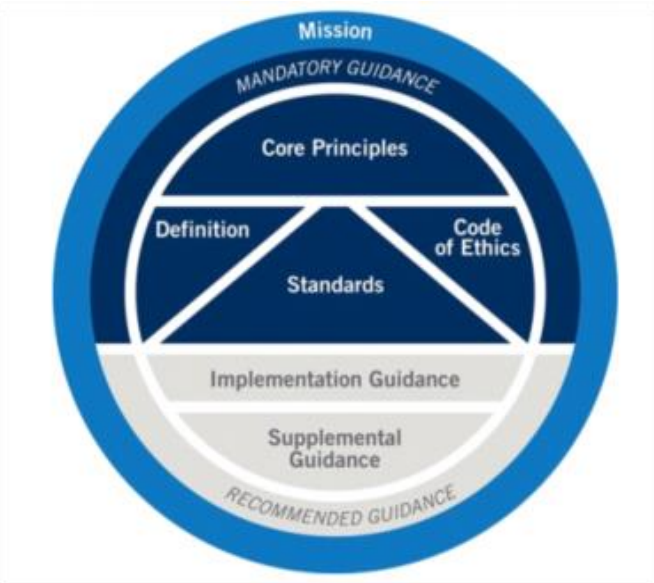 Mission
MANDATORY GUIDANCE
Core Principles
Definition
Code
of Ethics
Standards
Implementation Guidance
Supplemental
Guidance
RECOMMENDED GUIDANCE